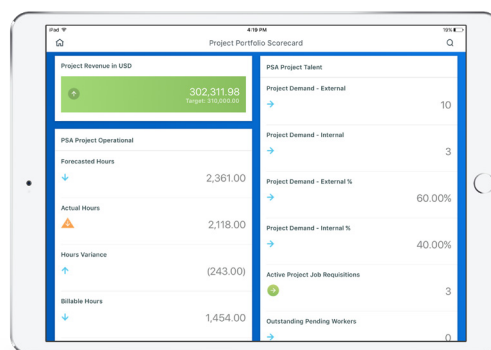 iPad
4:19 PM
19%
Project Portfolio Scorecard
Project Revenue in USD
302,311.98
Target: 310,000.00
PSA Project Operational
Forecasted Hours
2,361.00
Actual Hours
2,118.00
Hours Variance
(243.00)
Billable Hours
1,454.00
PSA Project Talent
Project Demand - External
10
Project Demand - Internal
3
Project Demand - External %
60.00%
Project Demand - Internal %
40.00%
Active Project Job Requisitions
3
Outstanding Pending Workers
0